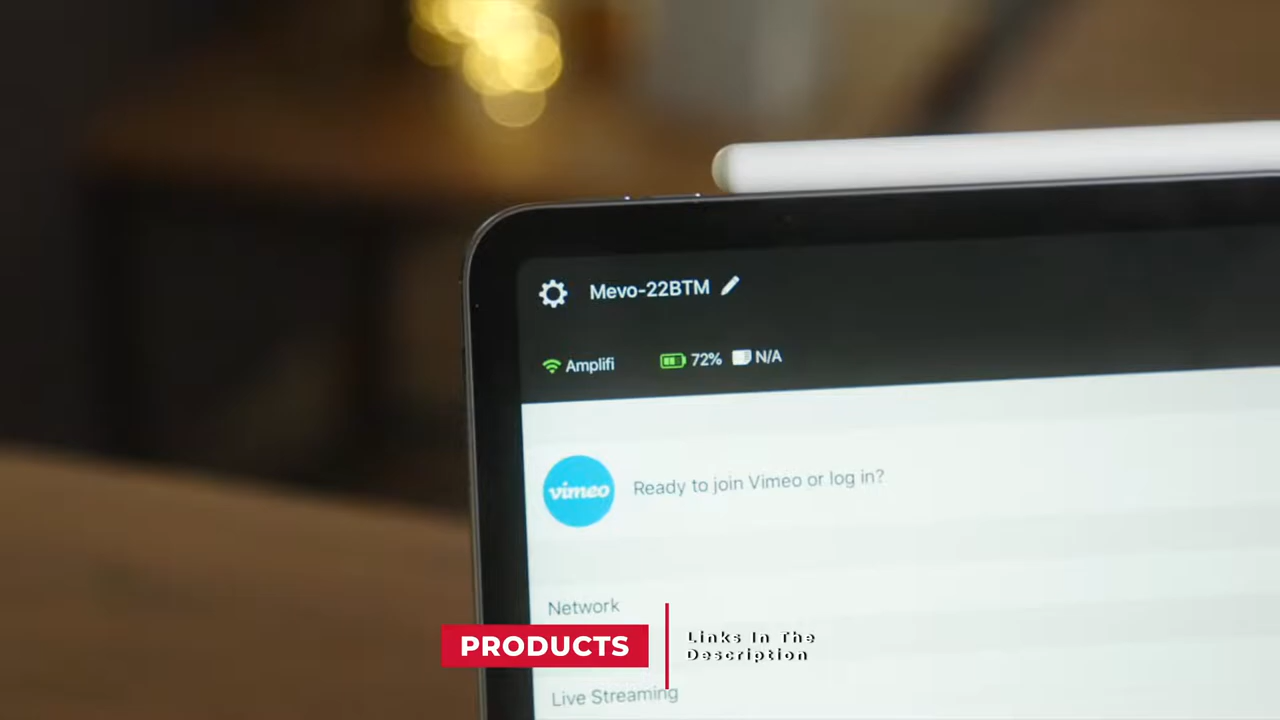 Mevo-22BTM
Amplifi 72% N/A
vimeo
Ready to join Vimeo or log in?
Network
PRODUCTS
Links In The
Description
Live Streaming